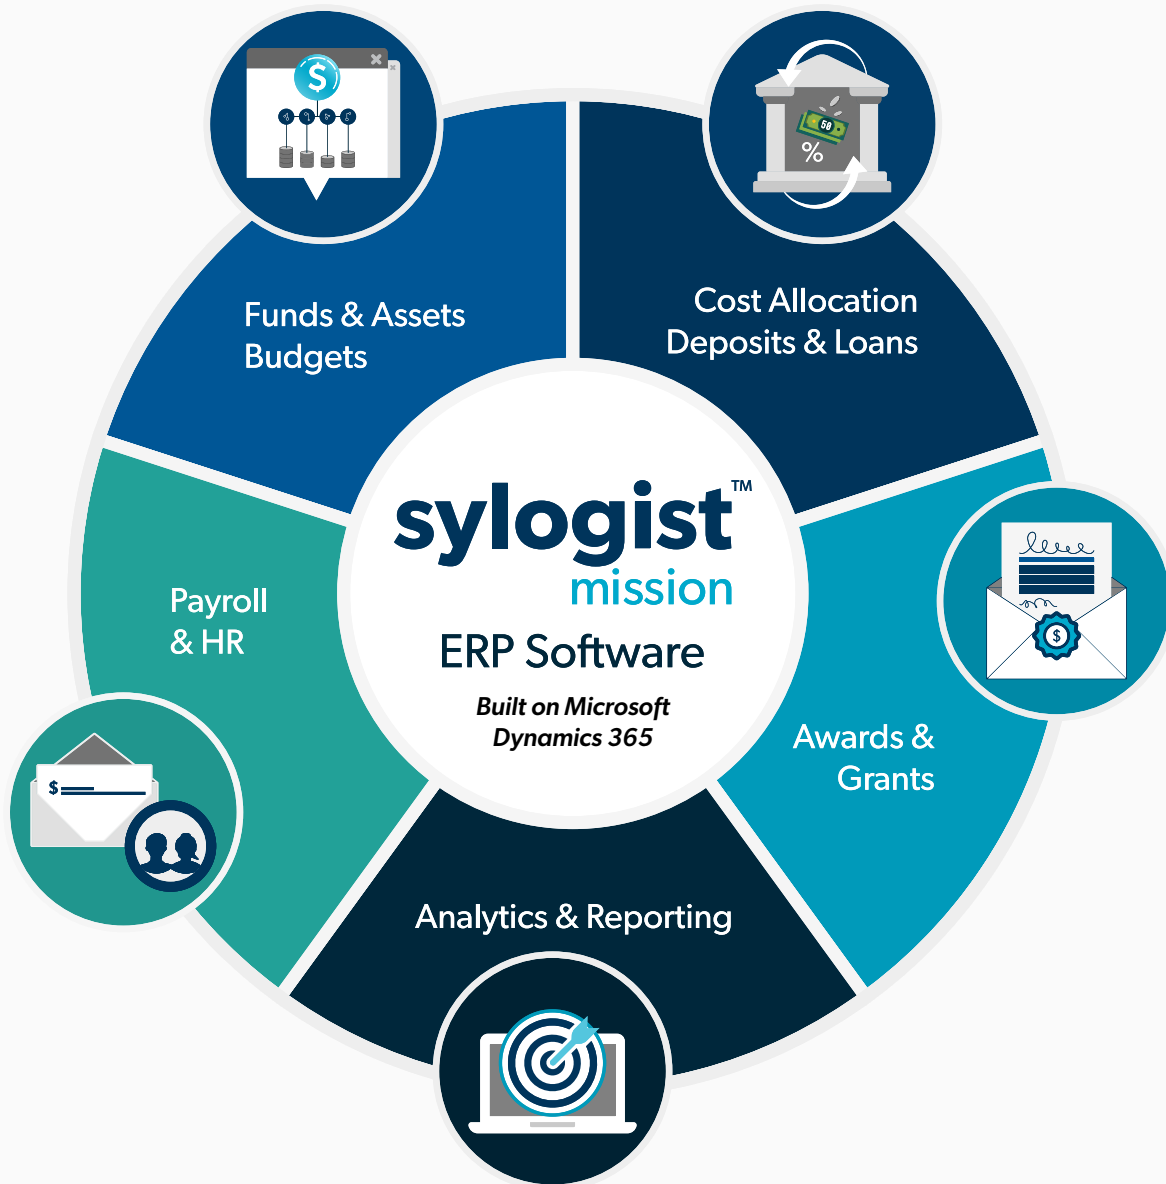 $
50
%
Funds & Assets
Budgets
Cost Allocation
Deposits & Loans
sylogist™
mission
ERP Software
Built on Microsoft
Dynamics 365
Payroll
& HR
$
Awards &
Grants
$
Analytics & Reporting